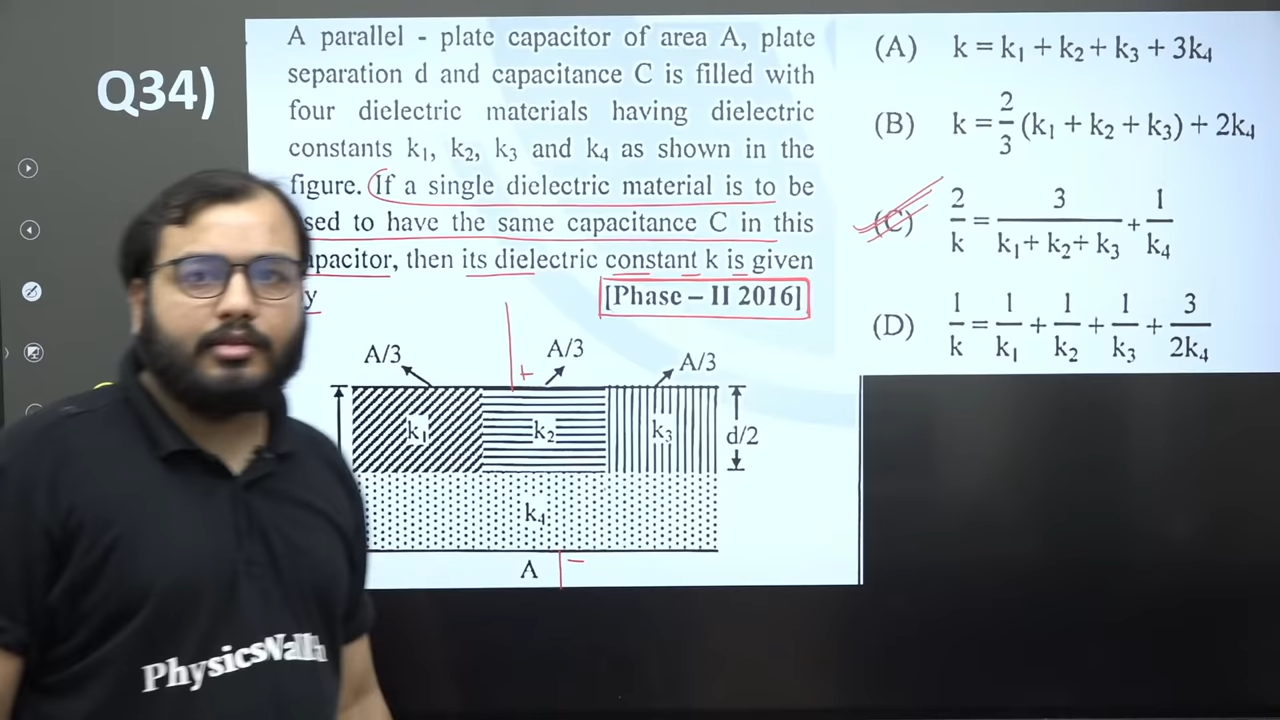 Q34)
A parallel - plate capacitor of area A, plate
separation d and capacitance C is filled with
four dielectric materials having dielectric
constants k₁, k₂, k₃ and k₄ as shown in the
figure. (If a single dielectric material is to be
sed to have the same capacitance C in this
pacitor, then its dielectric constant k is given
y [Phase – II 2016]
A/3 A/3 A/3
k₁ k₂ k₃ d/2
k₄
A
+
−
(A) k = k₁ + k₂ + k₃ + 3k₄
(B) k = 2/3 (k₁ + k₂ + k₃) + 2k₄
(C) 2/k = 3/(k₁ + k₂ + k₃) + 1/k₄
(D) 1/k = 1/k₁ + 1/k₂ + 1/k₃ + 3/2k₄
PhysicsWallh